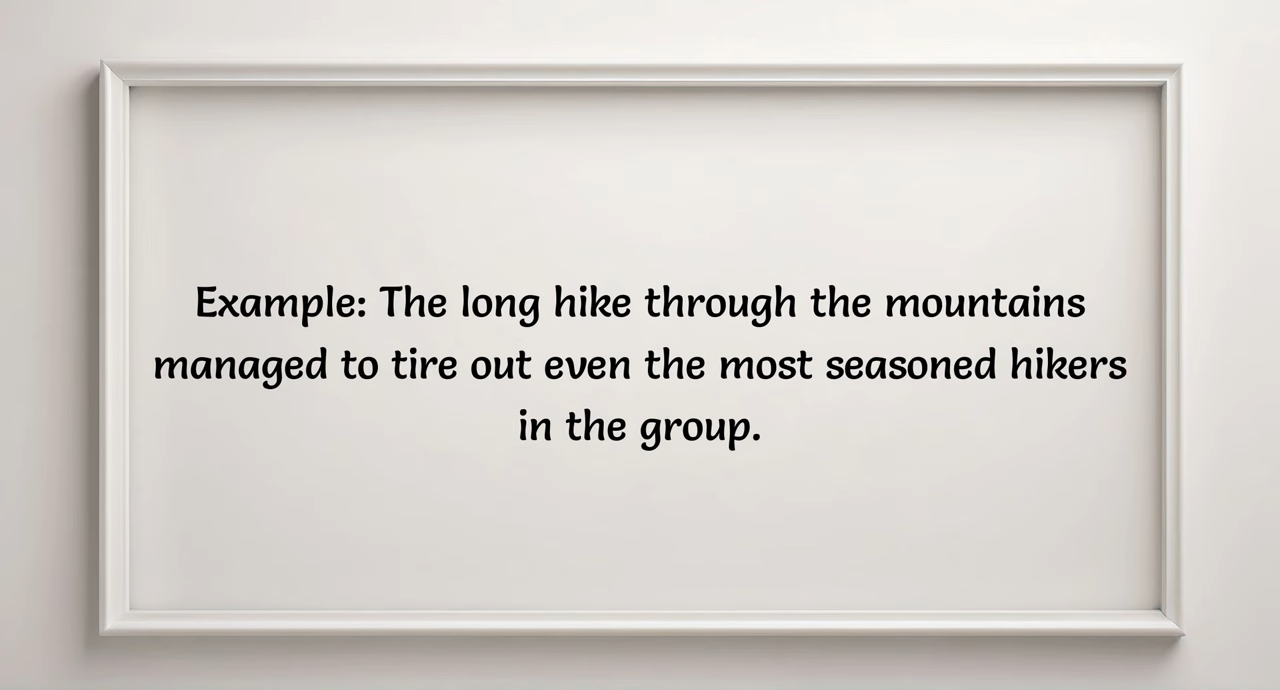 Example: The long hike through the mountains
managed to tire out even the most seasoned hikers
in the group.